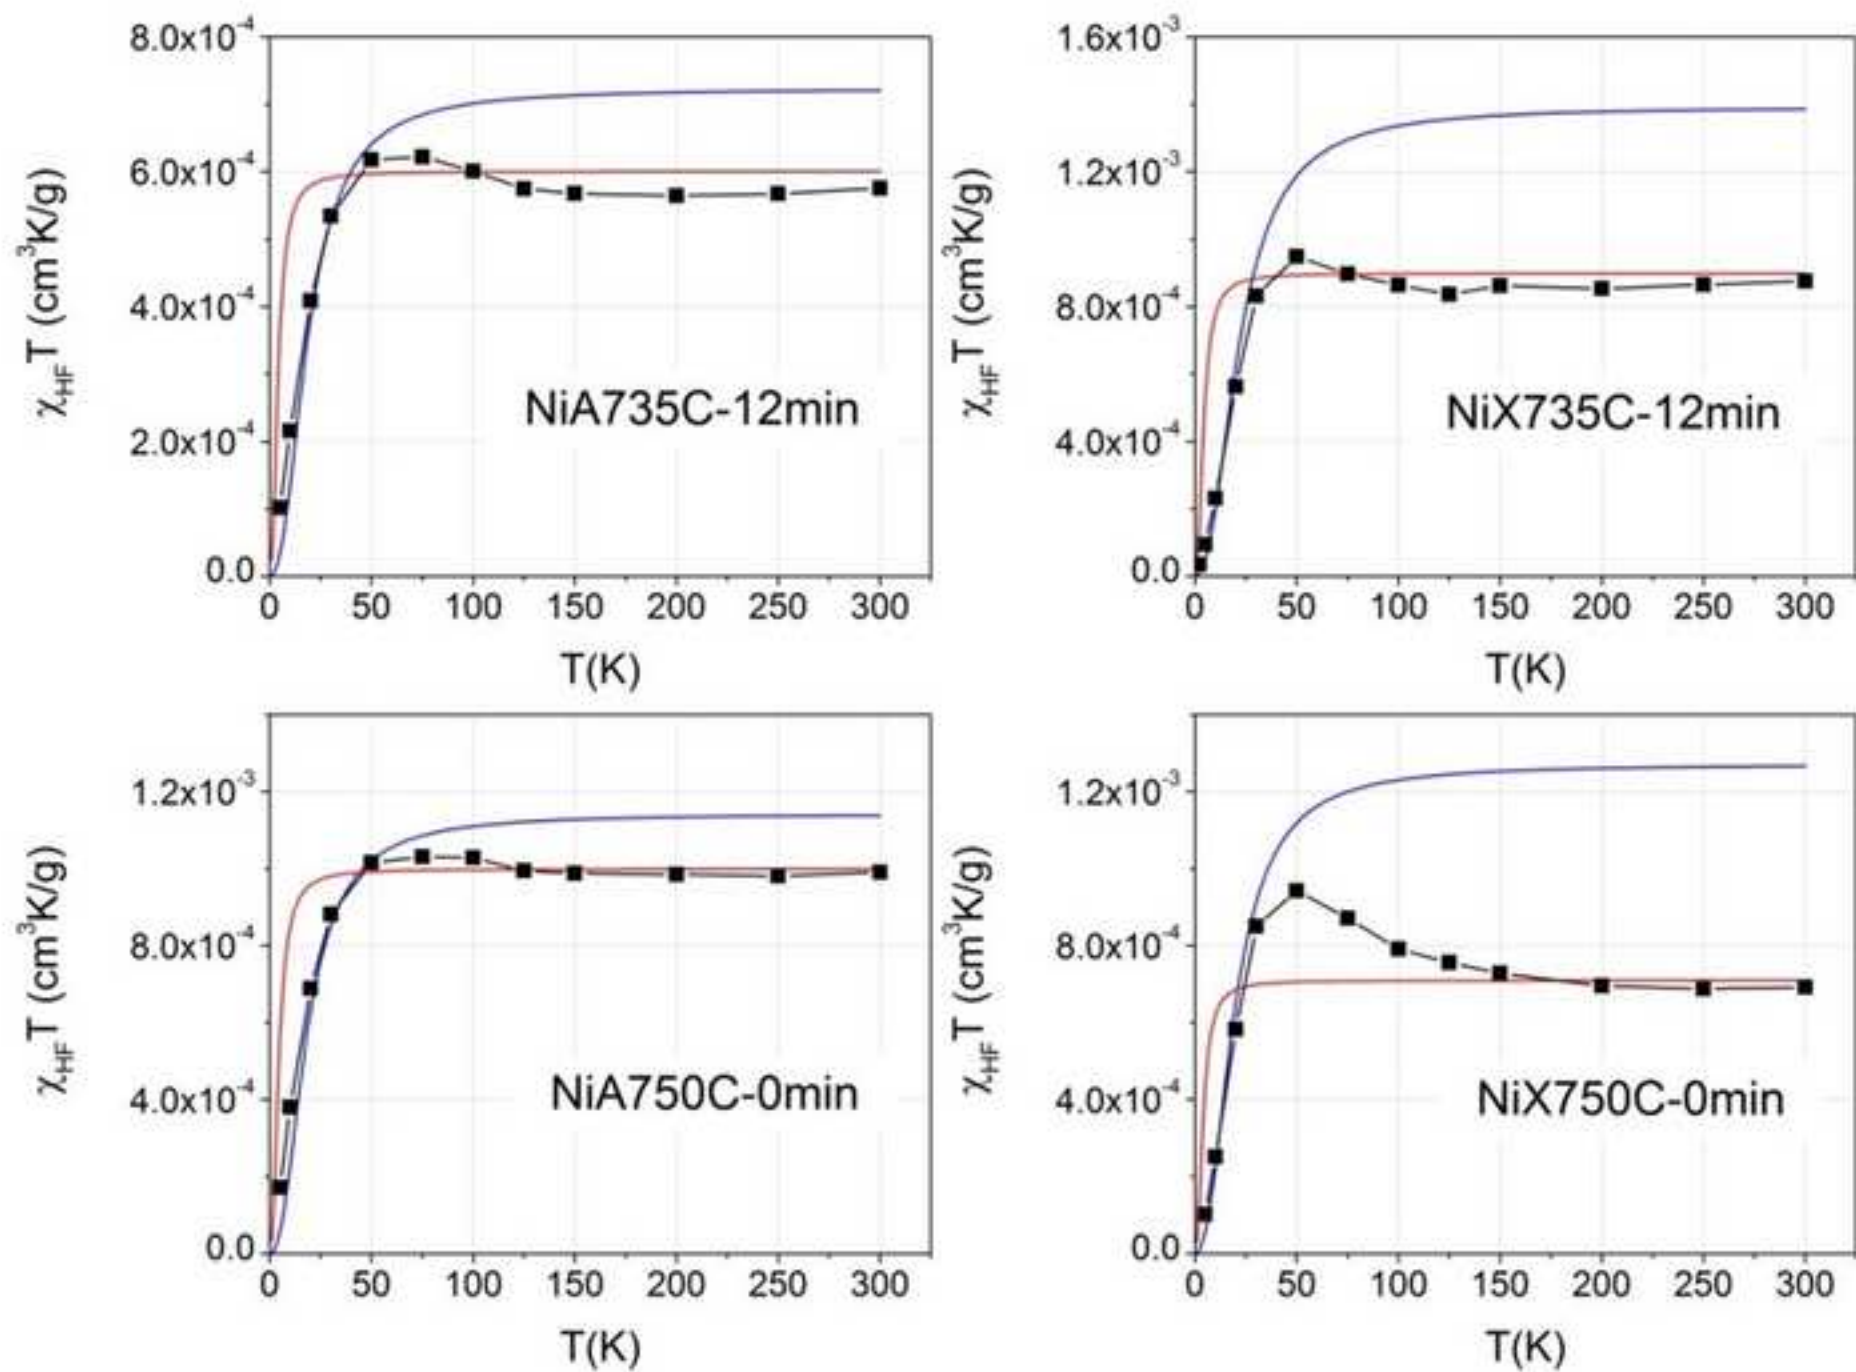 8.0x10⁻⁴
6.0x10⁻⁴
4.0x10⁻⁴
2.0x10⁻⁴
0.0
χHFT (cm³K/g)
NiA735C-12min
0 50 100 150 200 250 300
T(K)
1.6x10⁻³
1.2x10⁻³
8.0x10⁻⁴
4.0x10⁻⁴
0.0
χHFT (cm³K/g)
NiX735C-12min
0 50 100 150 200 250 300
T(K)
1.2x10⁻³
8.0x10⁻⁴
4.0x10⁻⁴
0.0
χHFT (cm³K/g)
NiA750C-0min
0 50 100 150 200 250 300
T(K)
1.2x10⁻³
8.0x10⁻⁴
4.0x10⁻⁴
0.0
χHFT (cm³K/g)
NiX750C-0min
0 50 100 150 200 250 300
T(K)